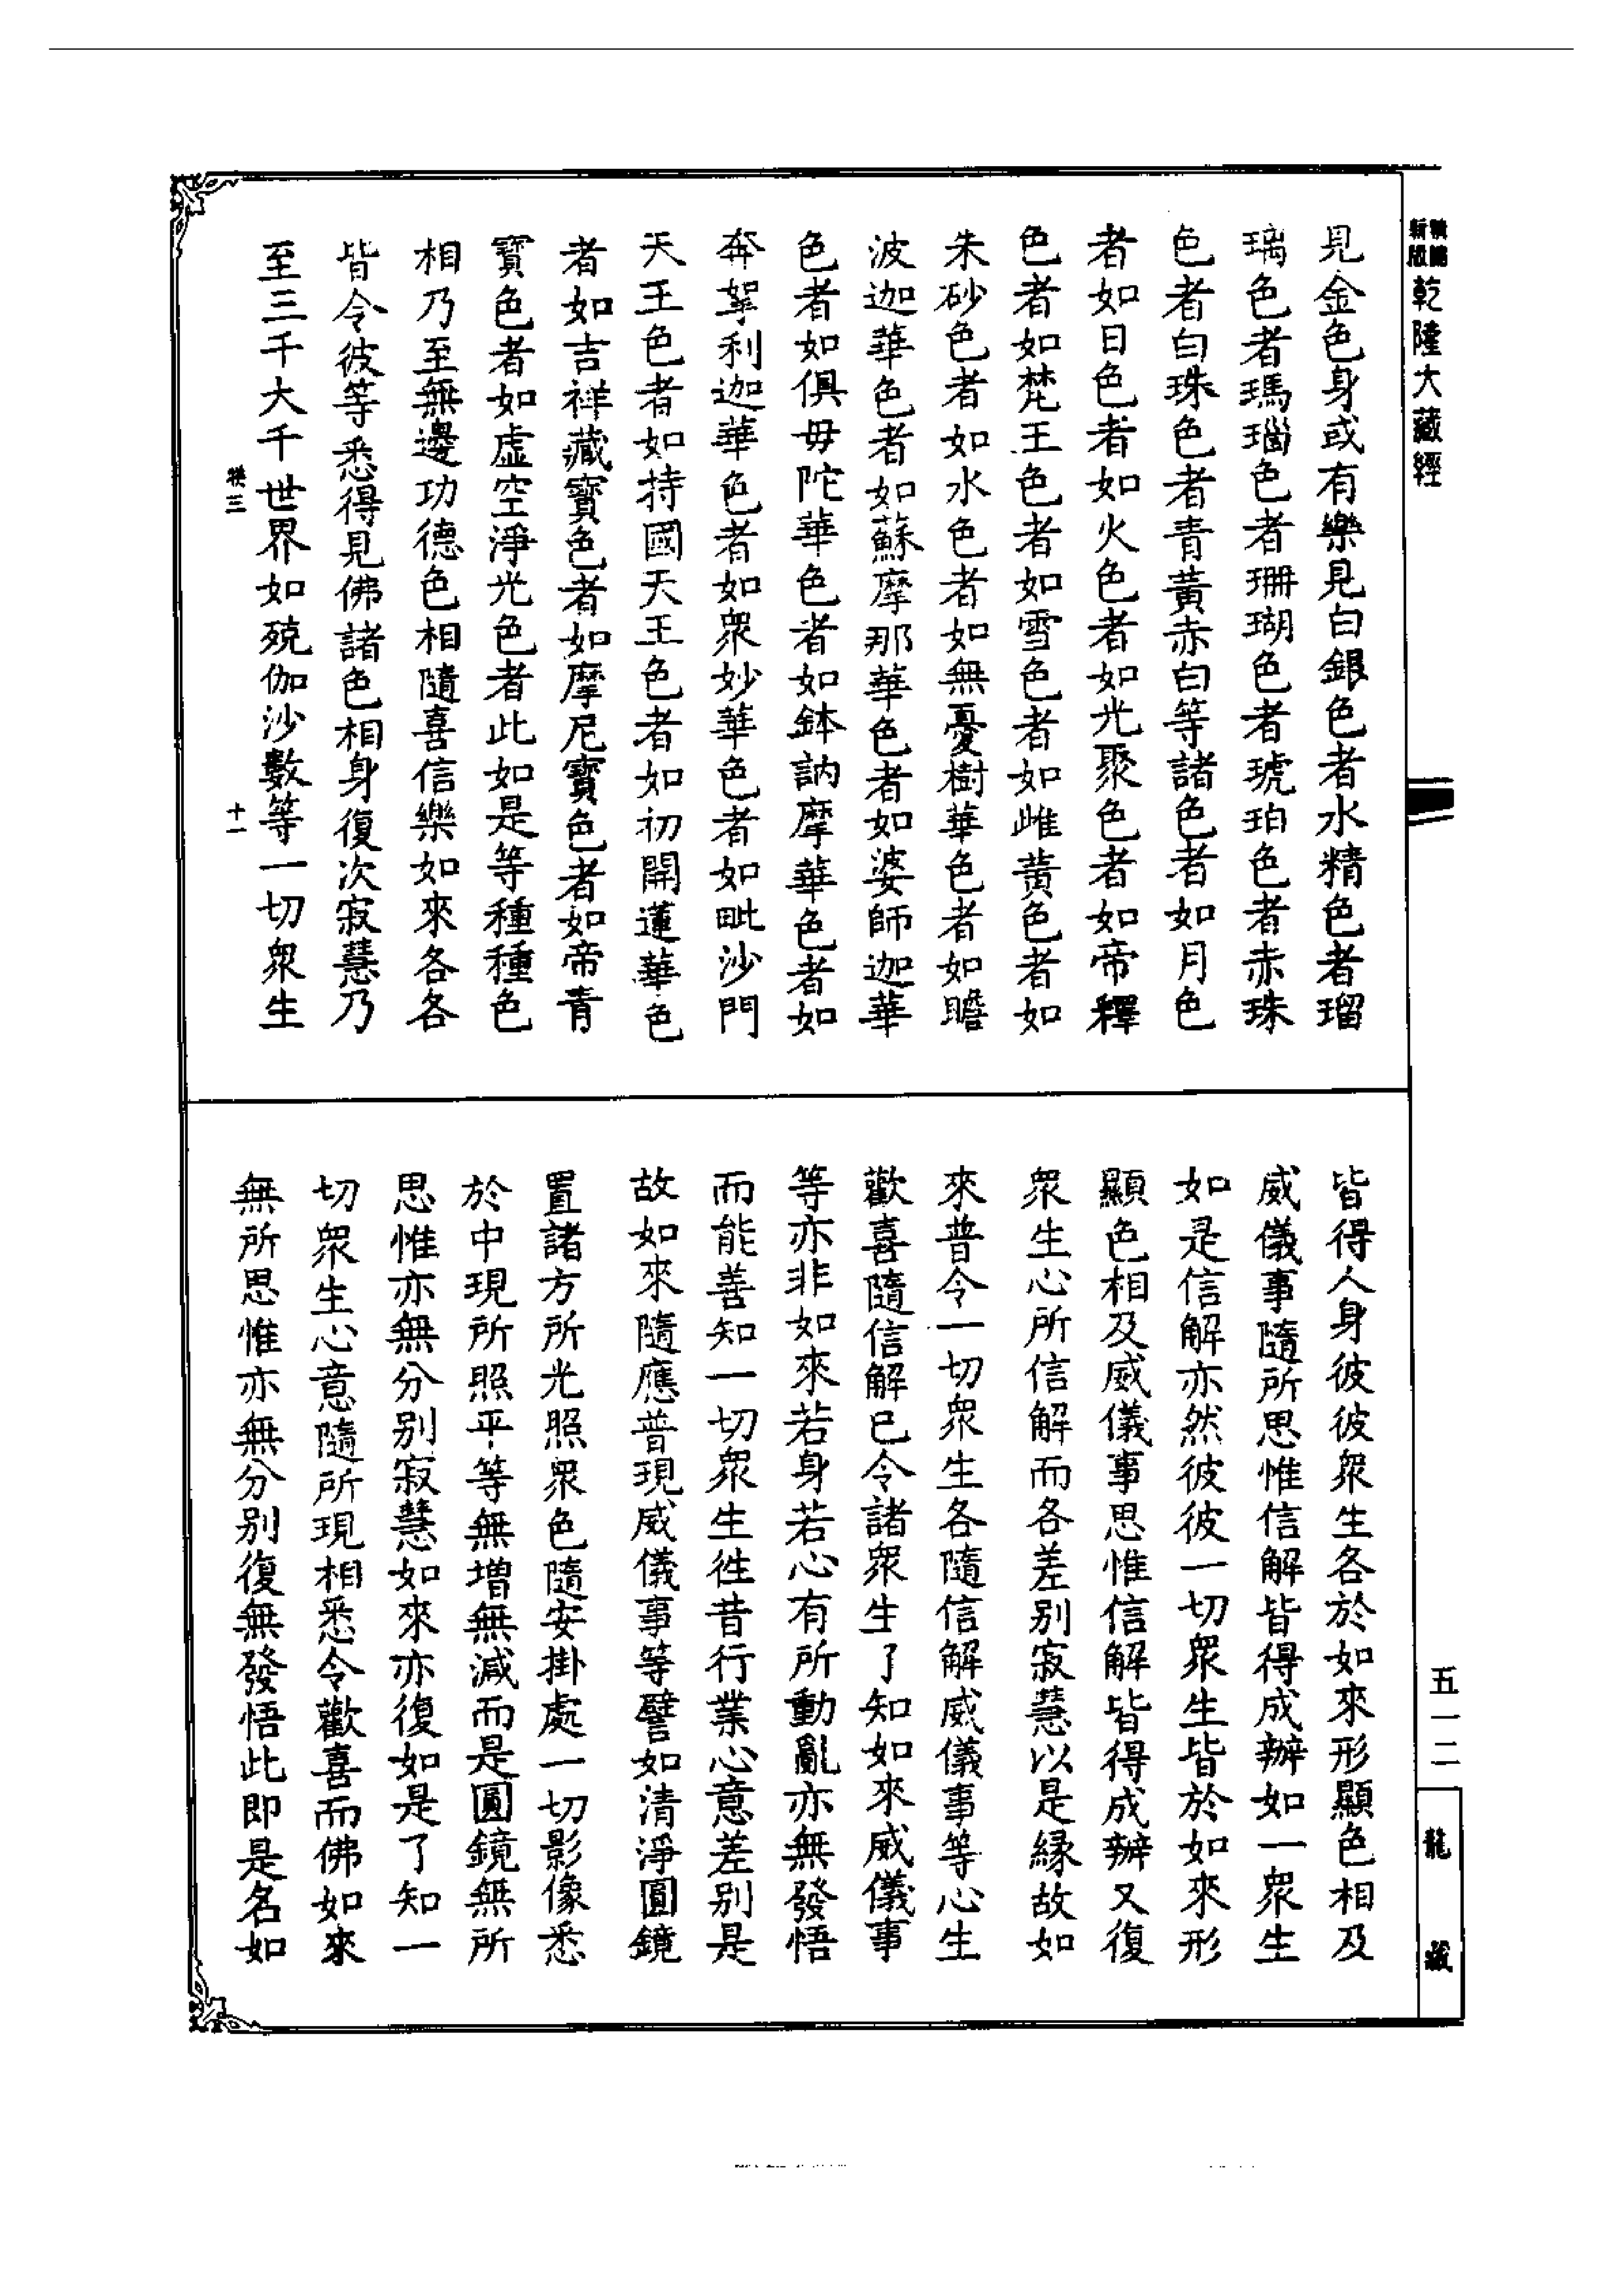 乾隆大藏經
見金色身或有樂見白銀色者水精色者瑠
璃色者瑪瑙色者珊瑚色者琥珀色者赤珠
色者白珠色者青黃赤白等諸色者如月色
者如日色者如火色者如光聚色者如帝釋
色者如梵王色者如雪色者如雌黃色者如
朱砂色者如水色者如無憂樹華色者如瞻
波迦華色者如蘇摩那華色者如婆師迦華
色者如俱毋陀華色者如鉢訥摩華色者如
奔拏利迦華色者如眾妙華色者如毗沙門
天王色者如持國天王色者如初開蓮華色
者如吉祥藏寶色者如摩尼寶色者如帝青
寶色者如虛空淨光色者此如是等種種色
相乃至無邊功德色相隨喜信樂如來各各
皆令彼等悉得見佛諸色相身復次寂慧乃
至三千大千世界如殑伽沙數等一切眾生
三
十一
皆得人身彼彼眾生各於如來形顯色相及
威儀事隨所思惟信解皆得成辦如一眾生
如是信解亦然彼彼一切眾生皆於如來形
顯色相及威儀事思惟信解皆得成辦又復
眾生心所信解而各差別寂慧以是緣故如
來普令一切眾生各隨信解威儀事等心生
歡喜隨信解已令諸眾生了知如來威儀事
等亦非如來若身若心有所動亂亦無發悟
而能善知一切眾生徃昔行業心意差別是
故如來隨應普現威儀事等譬如清淨圓鏡
置諸方所光照眾色隨安掛處一切影像悉
於中現所照平等無增無減而是圓鏡無所
思惟亦無分別寂慧如來亦復如是了知一
切眾生心意隨所現相悉令歡喜而佛如來
無所思惟亦無分別復無發悟此即是名如
五一二
龍藏